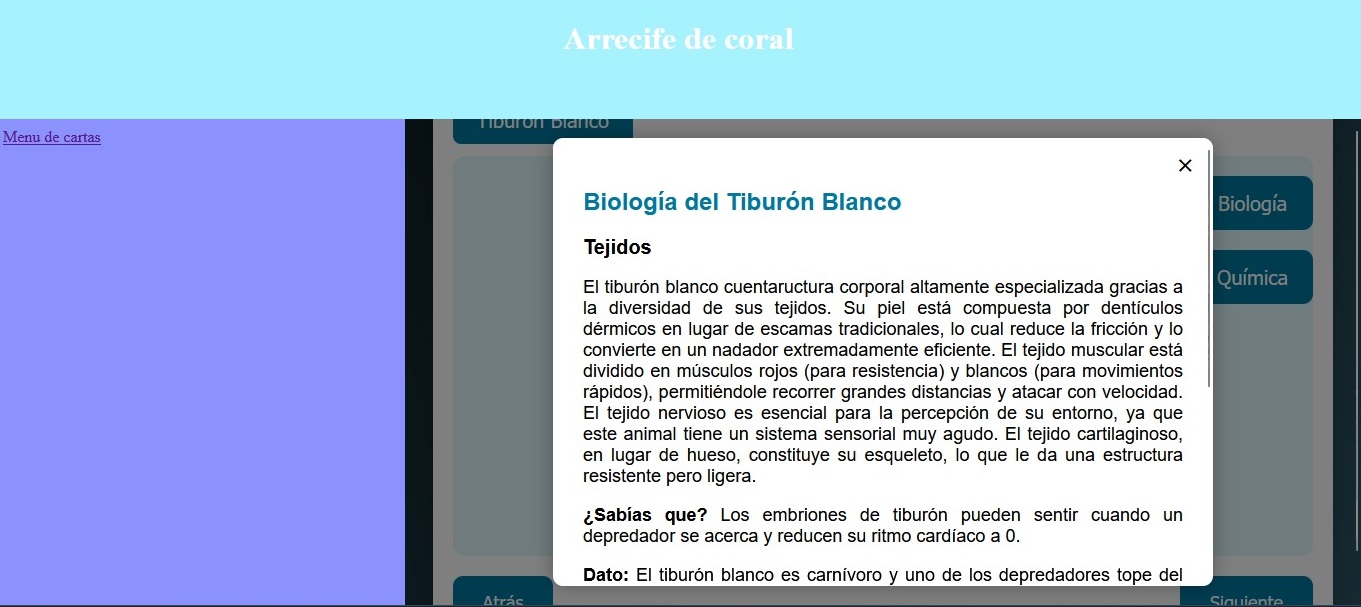 Arrecife de coral
Menu de cartas
Tiburón Blanco
Biología del Tiburón Blanco
Tejidos
El tiburón blanco cuentaructura corporal altamente especializada gracias a
la diversidad de sus tejidos. Su piel está compuesta por dentículos
dérmicos en lugar de escamas tradicionales, lo cual reduce la fricción y lo
convierte en un nadador extremadamente eficiente. El tejido muscular está
dividido en músculos rojos (para resistencia) y blancos (para movimientos
rápidos), permitiéndole recorrer grandes distancias y atacar con velocidad.
El tejido nervioso es esencial para la percepción de su entorno, ya que
este animal tiene un sistema sensorial muy agudo. El tejido cartilaginoso,
en lugar de hueso, constituye su esqueleto, lo que le da una estructura
resistente pero ligera.
¿Sabías que? Los embriones de tiburón pueden sentir cuando un
depredador se acerca y reducen su ritmo cardíaco a 0.
Dato: El tiburón blanco es carnívoro y uno de los depredadores tope del
Biología
Química
Atrás
Siguiente